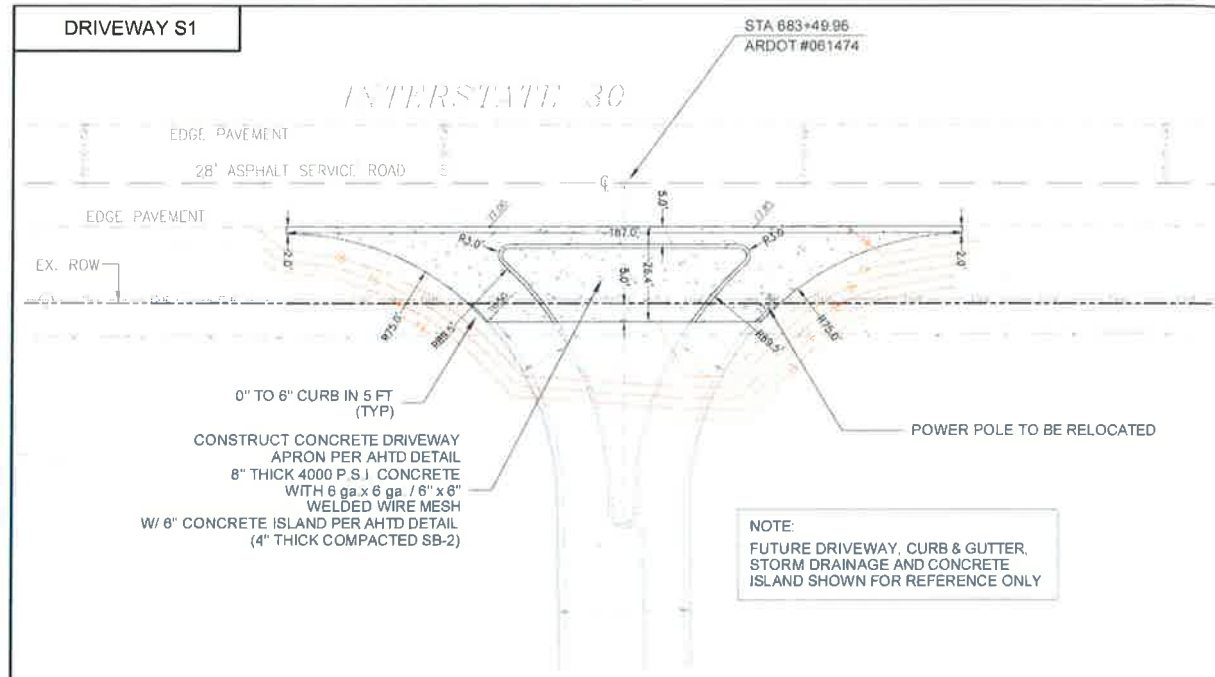 DRIVEWAY S1
STA 683+49.96
ARDOT #061474
INTERSTATE 30
EDGE PAVEMENT
28' ASPHALT SERVICE ROAD
EDGE PAVEMENT
EX. ROW
5.0'
187.0'
R3.0'
R3.0'
2.0'
2.0'
5.0'
26.4'
R75.0'
R89.5'
R89.5'
R75.0'
0" TO 6" CURB IN 5 FT
(TYP)
CONSTRUCT CONCRETE DRIVEWAY
APRON PER AHTD DETAIL
8" THICK 4000 P.S.I. CONCRETE
WITH 6 ga.x 6 ga. / 6" x 6"
WELDED WIRE MESH
W/ 6" CONCRETE ISLAND PER AHTD DETAIL
(4" THICK COMPACTED SB-2)
POWER POLE TO BE RELOCATED
NOTE:
FUTURE DRIVEWAY, CURB & GUTTER,
STORM DRAINAGE AND CONCRETE
ISLAND SHOWN FOR REFERENCE ONLY